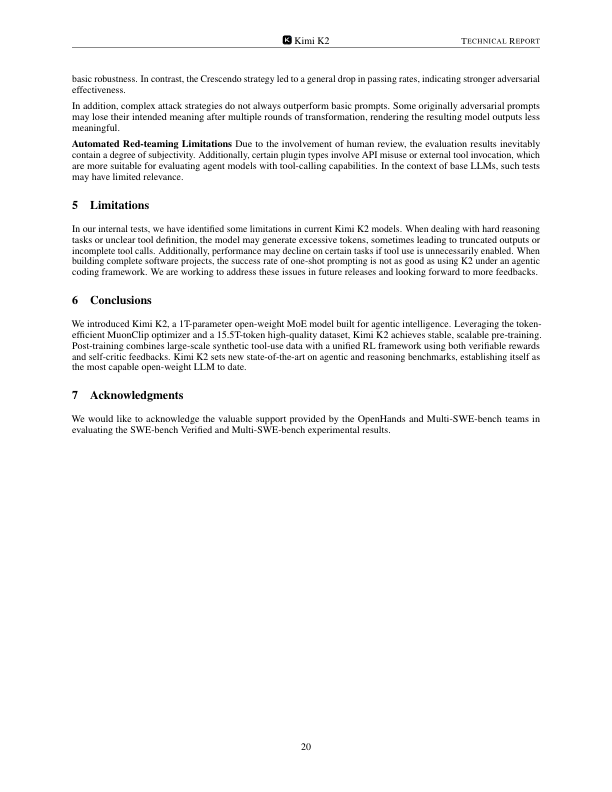 K Kimi K2
TECHNICAL REPORT
basic robustness. In contrast, the Crescendo strategy led to a general drop in passing rates, indicating stronger adversarial
effectiveness.
In addition, complex attack strategies do not always outperform basic prompts. Some originally adversarial prompts
may lose their intended meaning after multiple rounds of transformation, rendering the resulting model outputs less
meaningful.
Automated Red-teaming Limitations Due to the involvement of human review, the evaluation results inevitably
contain a degree of subjectivity. Additionally, certain plugin types involve API misuse or external tool invocation, which
are more suitable for evaluating agent models with tool-calling capabilities. In the context of base LLMs, such tests
may have limited relevance.
5 Limitations
In our internal tests, we have identified some limitations in current Kimi K2 models. When dealing with hard reasoning
tasks or unclear tool definition, the model may generate excessive tokens, sometimes leading to truncated outputs or
incomplete tool calls. Additionally, performance may decline on certain tasks if tool use is unnecessarily enabled. When
building complete software projects, the success rate of one-shot prompting is not as good as using K2 under an agentic
coding framework. We are working to address these issues in future releases and looking forward to more feedbacks.
6 Conclusions
We introduced Kimi K2, a 1T-parameter open-weight MoE model built for agentic intelligence. Leveraging the token-
efficient MuonClip optimizer and a 15.5T-token high-quality dataset, Kimi K2 achieves stable, scalable pre-training.
Post-training combines large-scale synthetic tool-use data with a unified RL framework using both verifiable rewards
and self-critic feedbacks. Kimi K2 sets new state-of-the-art on agentic and reasoning benchmarks, establishing itself as
the most capable open-weight LLM to date.
7 Acknowledgments
We would like to acknowledge the valuable support provided by the OpenHands and Multi-SWE-bench teams in
evaluating the SWE-bench Verified and Multi-SWE-bench experimental results.
20